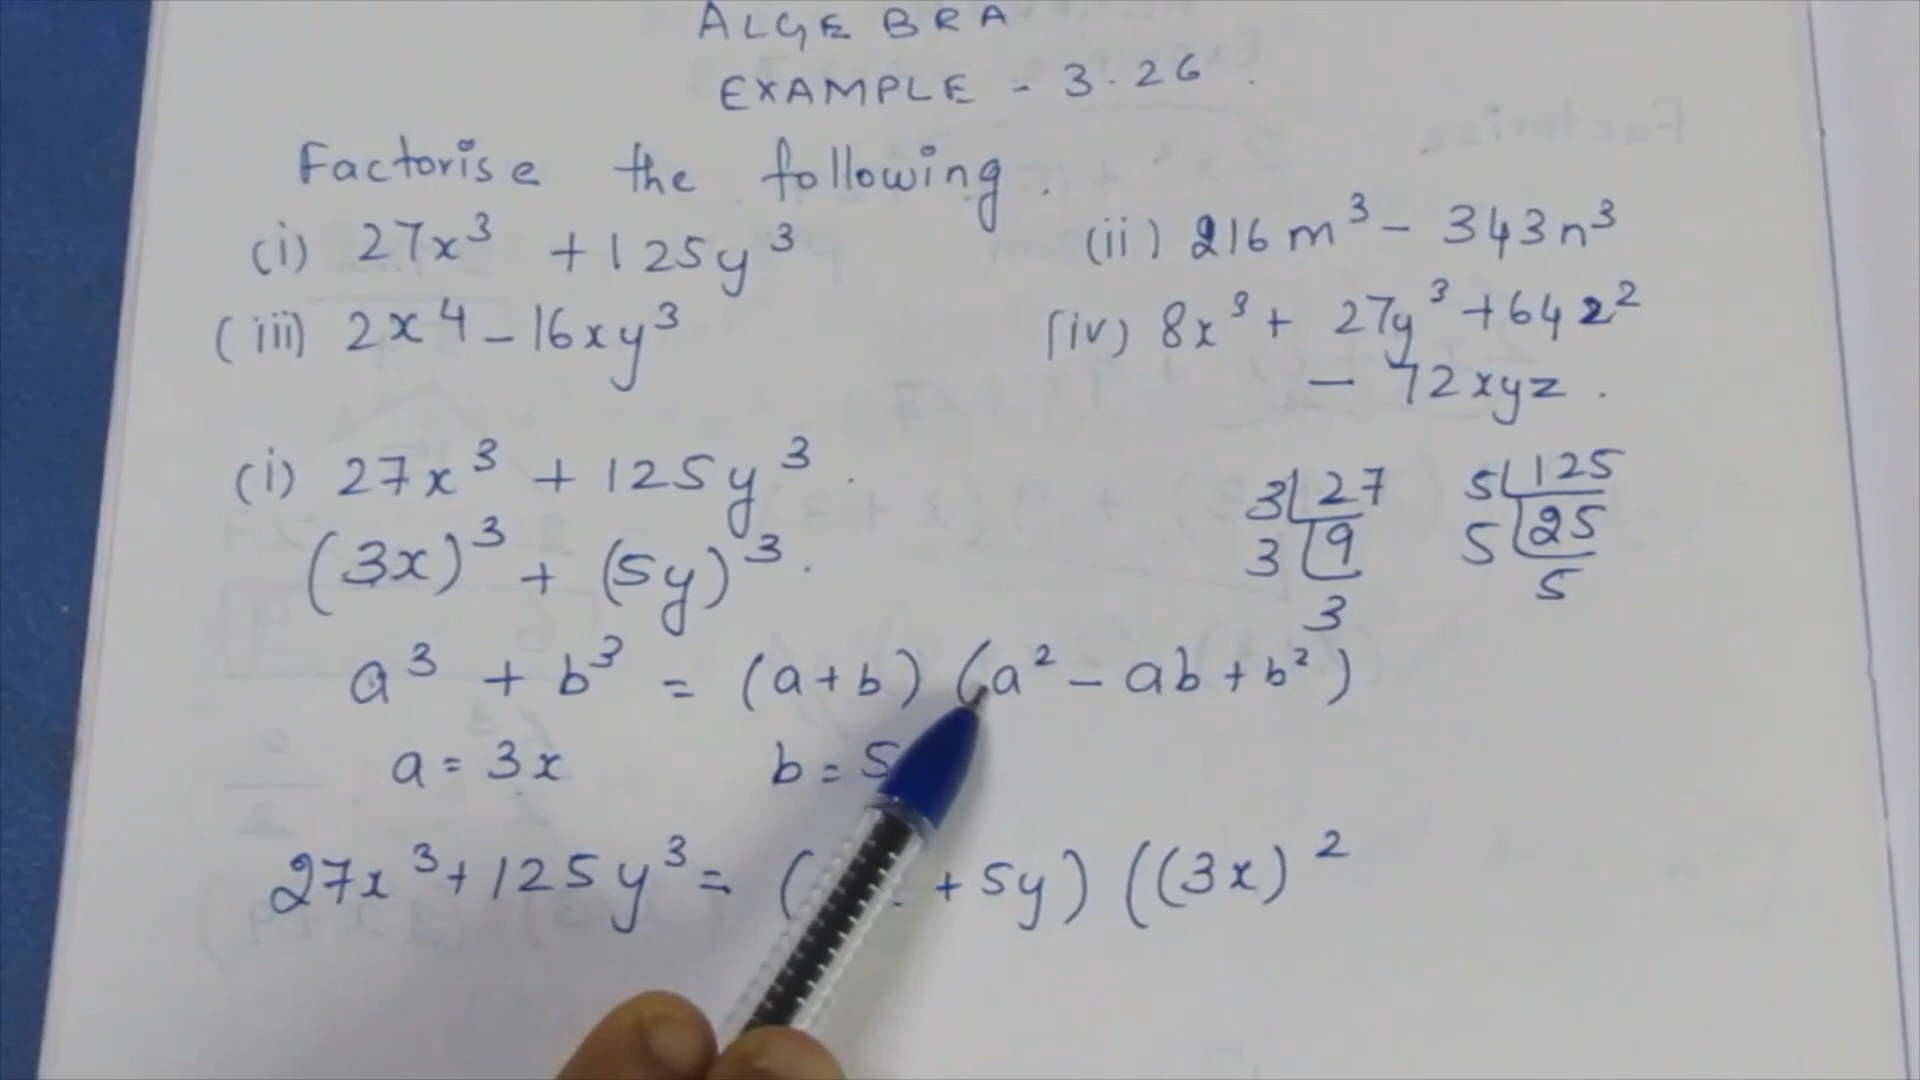 ALGEBRA
EXAMPLE - 3.26.
Factorise the following.
(i) 27x³ + 125y³ (ii) 216m³ - 343n³
(iii) 2x⁴ - 16xy³ (iv) 8x³ + 27y³ + 64z²
- 72xyz.
(i) 27x³ + 125y³. 3 27 5 125
(3x)³ + (5y)³. 3 9 5 25
3 5
a³ + b³ = (a+b) (a² - ab + b²)
a = 3x b = 5
27x³ + 125y³ = ( + 5y) ((3x)²